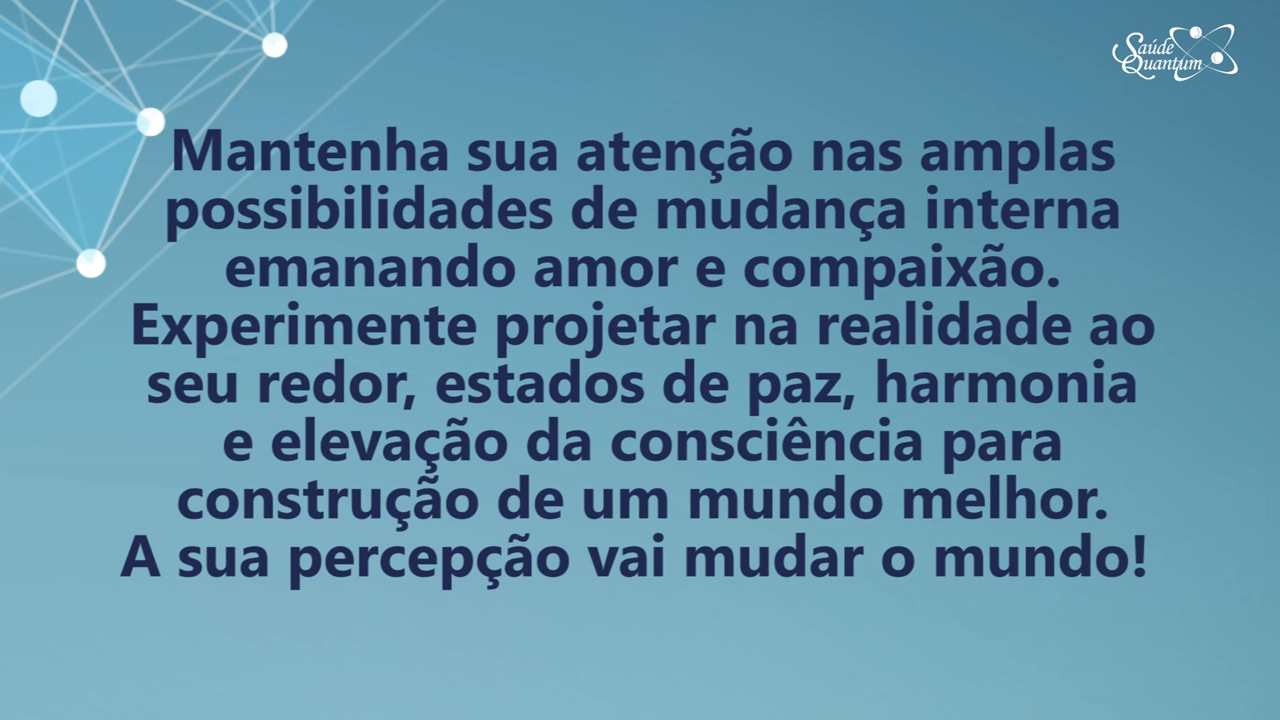 Saúde
Quantum
Mantenha sua atenção nas amplas
possibilidades de mudança interna
emanando amor e compaixão.
Experimente projetar na realidade ao
seu redor, estados de paz, harmonia
e elevação da consciência para
construção de um mundo melhor.
A sua percepção vai mudar o mundo!